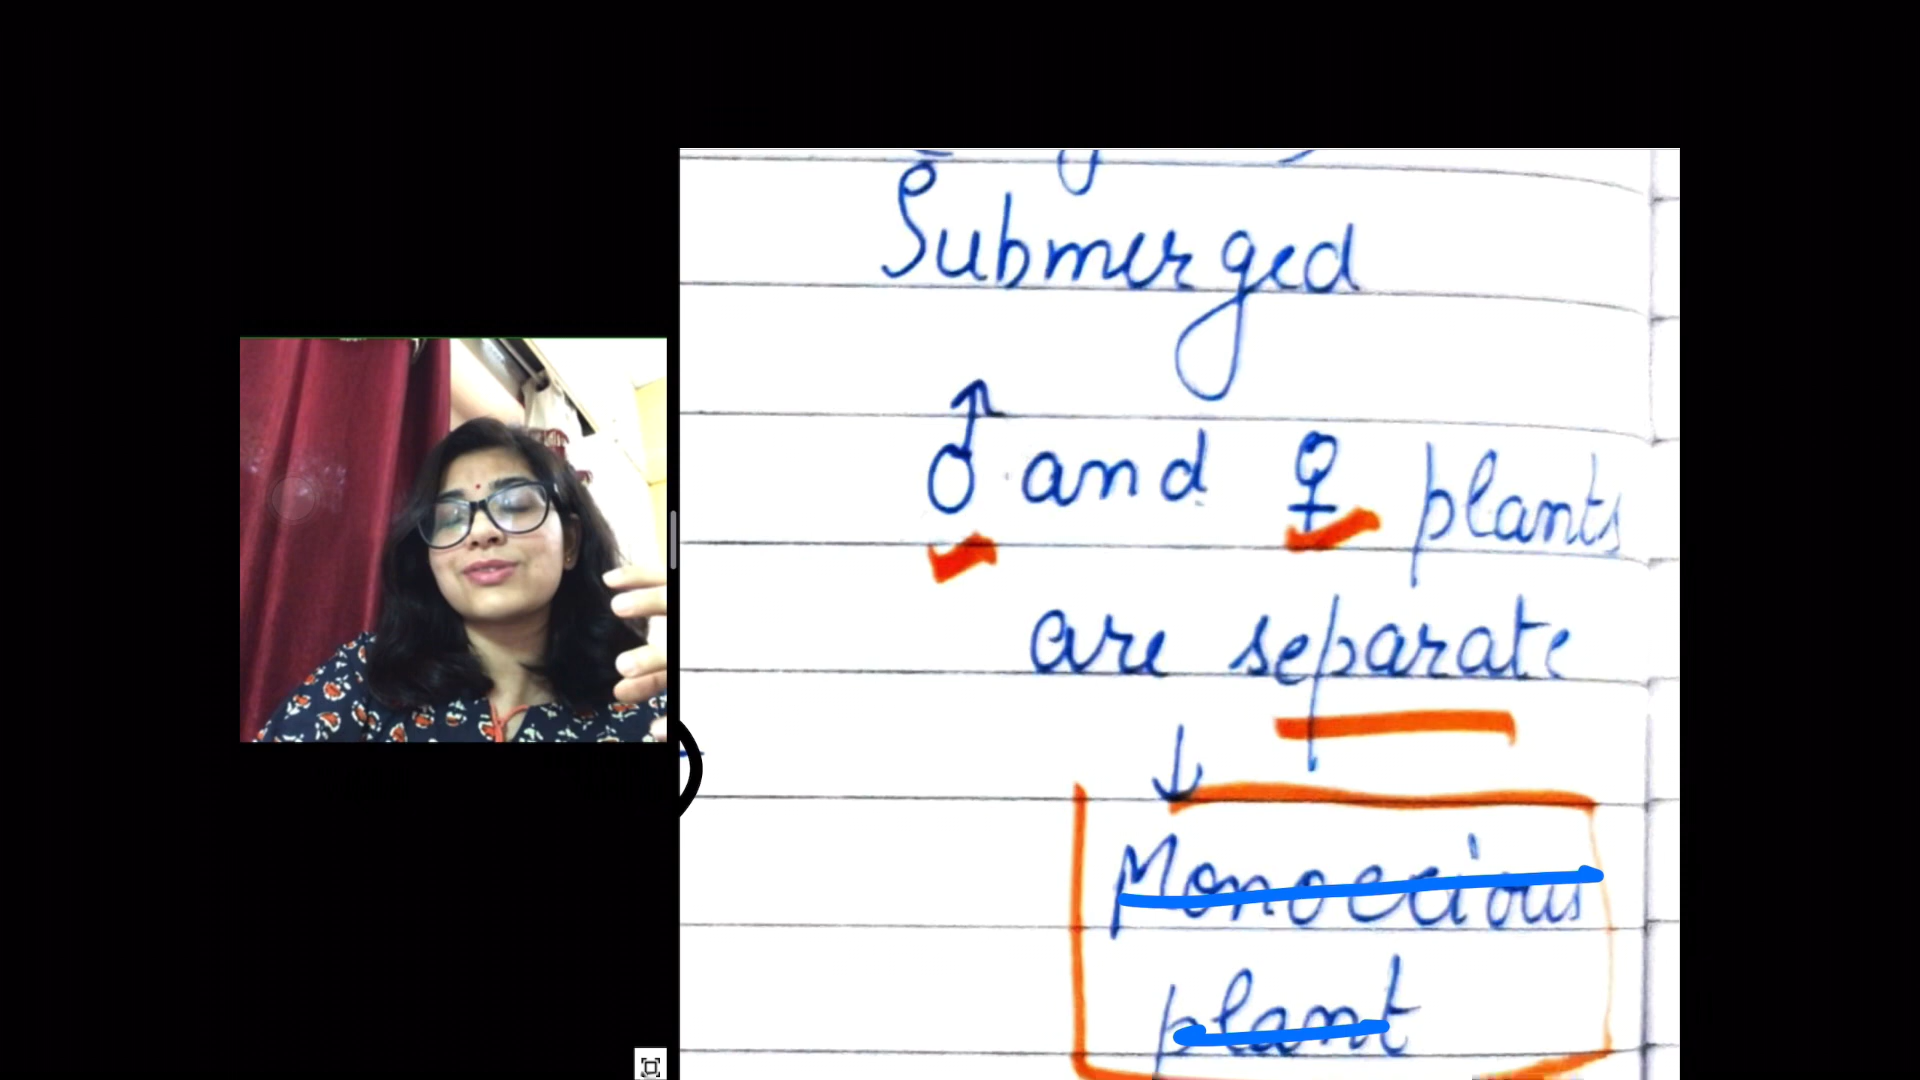 Submerged
♂ and ♀ plants
are separate
↓
Monoecious
plant